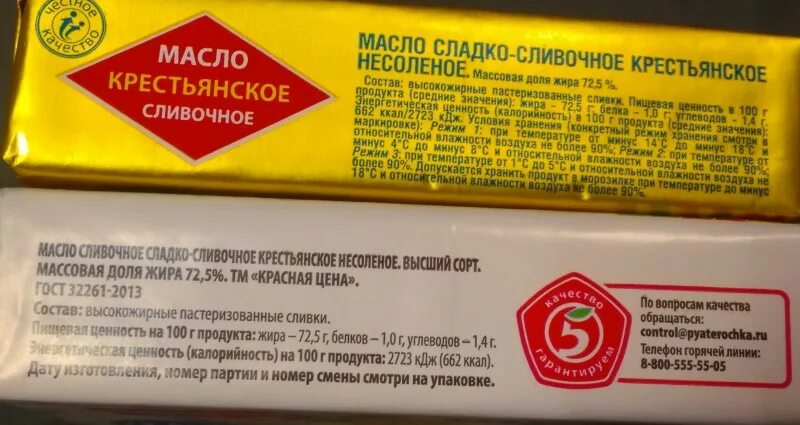 ЧЕСТНОЕ
КАЧЕСТВО
МАСЛО
КРЕСТЬЯНСКОЕ
СЛИВОЧНОЕ
МАСЛО СЛАДКО-СЛИВОЧНОЕ КРЕСТЬЯНСКОЕ
НЕСОЛЕНОЕ. Массовая доля жира 72,5 %.
Состав: высокожирные пастеризованные сливки. Пищевая ценность в 100 г
продукта (средние значения): жира - 72,5 г, белка - 1,0 г, углеводов - 1,4 г.
Энергетическая ценность (калорийность) в 100 г продукта (средние значения):
662 ккал/2723 кДж. Условия хранения (конкретный режим хранения смотри в
маркировке): Режим 1: при температуре от минус 14°С до минус 18°С и
относительной влажности воздуха не более 90%; Режим 2: при температуре от
минус 4°С до минус 8°С и относительной влажности воздуха не более 90%;
Режим 3: при температуре от 1°С до 5°С и относительной влажности воздуха не
более 90%. Допускается хранить продукт в морозилке при температуре до минус
18°С и относительной влажности воздуха не более 90%.
МАСЛО СЛИВОЧНОЕ СЛАДКО-СЛИВОЧНОЕ КРЕСТЬЯНСКОЕ НЕСОЛЕНОЕ. ВЫСШИЙ СОРТ.
МАССОВАЯ ДОЛЯ ЖИРА 72,5%. ТМ «КРАСНАЯ ЦЕНА».
ГОСТ 32261-2013
Состав: высокожирные пастеризованные сливки.
Пищевая ценность на 100 г продукта: жира – 72,5 г, белков – 1,0 г, углеводов – 1,4 г.
Энергетическая ценность (калорийность) на 100 г продукта: 2723 кДж (662 ккал).
Дату изготовления, номер партии и номер смены смотри на упаковке.
качество
5
гарантируем
По вопросам качества
обращаться:
control@pyaterochka.ru
Телефон горячей линии:
8-800-555-55-05